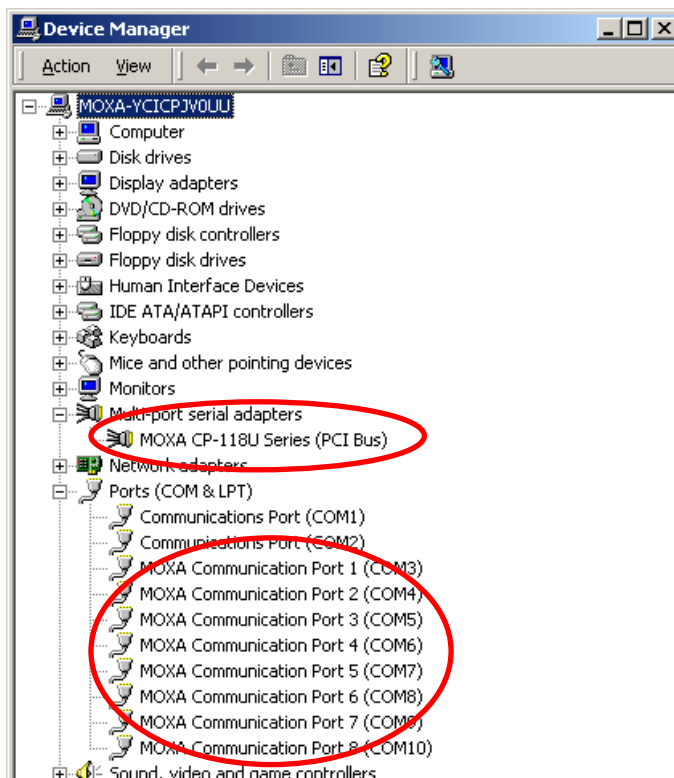 Device Manager
Action View
MOXA-YCICPJV0UU
Computer
Disk drives
Display adapters
DVD/CD-ROM drives
Floppy disk controllers
Floppy disk drives
Human Interface Devices
IDE ATA/ATAPI controllers
Keyboards
Mice and other pointing devices
Monitors
Multi-port serial adapters
MOXA CP-118U Series (PCI Bus)
Network adapters
Ports (COM & LPT)
Communications Port (COM1)
Communications Port (COM2)
MOXA Communication Port 1 (COM3)
MOXA Communication Port 2 (COM4)
MOXA Communication Port 3 (COM5)
MOXA Communication Port 4 (COM6)
MOXA Communication Port 5 (COM7)
MOXA Communication Port 6 (COM8)
MOXA Communication Port 7 (COM9)
MOXA Communication Port 8 (COM10)
Sound, video and game controllers